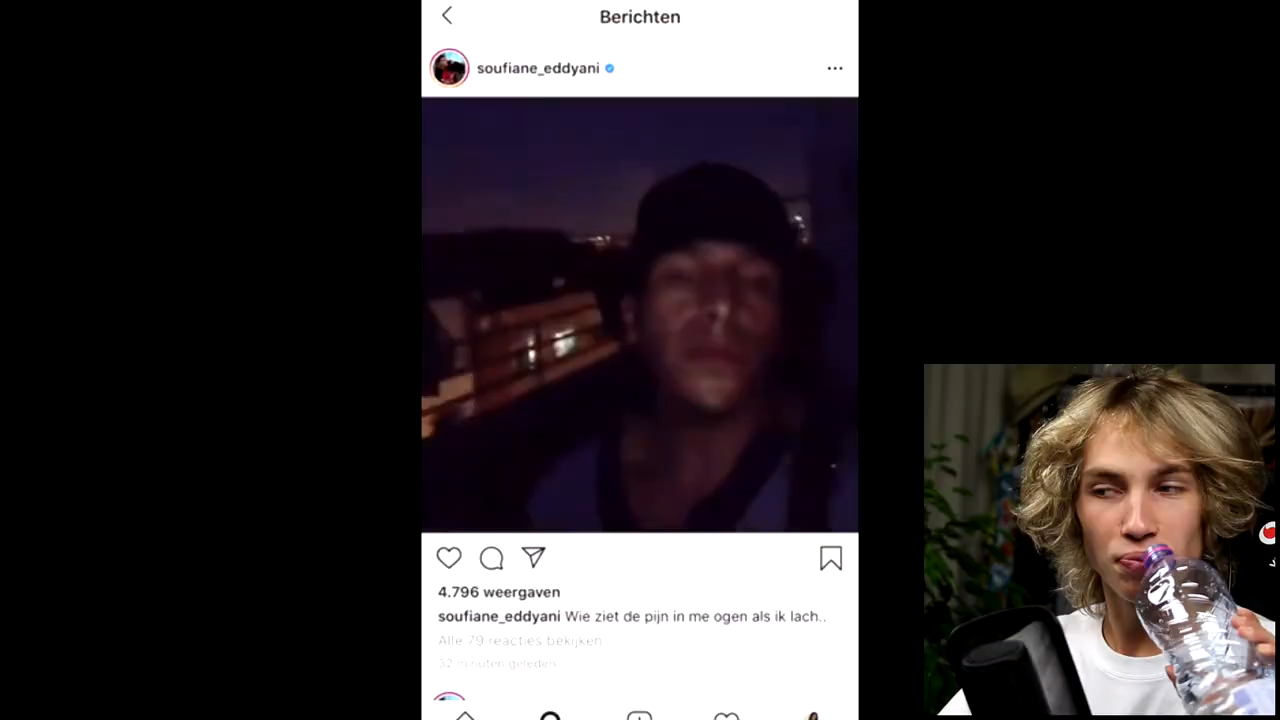 Berichten
soufiane_eddyani
4.796 weergaven
soufiane_eddyani Wie ziet de pijn in me ogen als ik lach..
Alle 79 reacties bekijken
32 minuten geleden